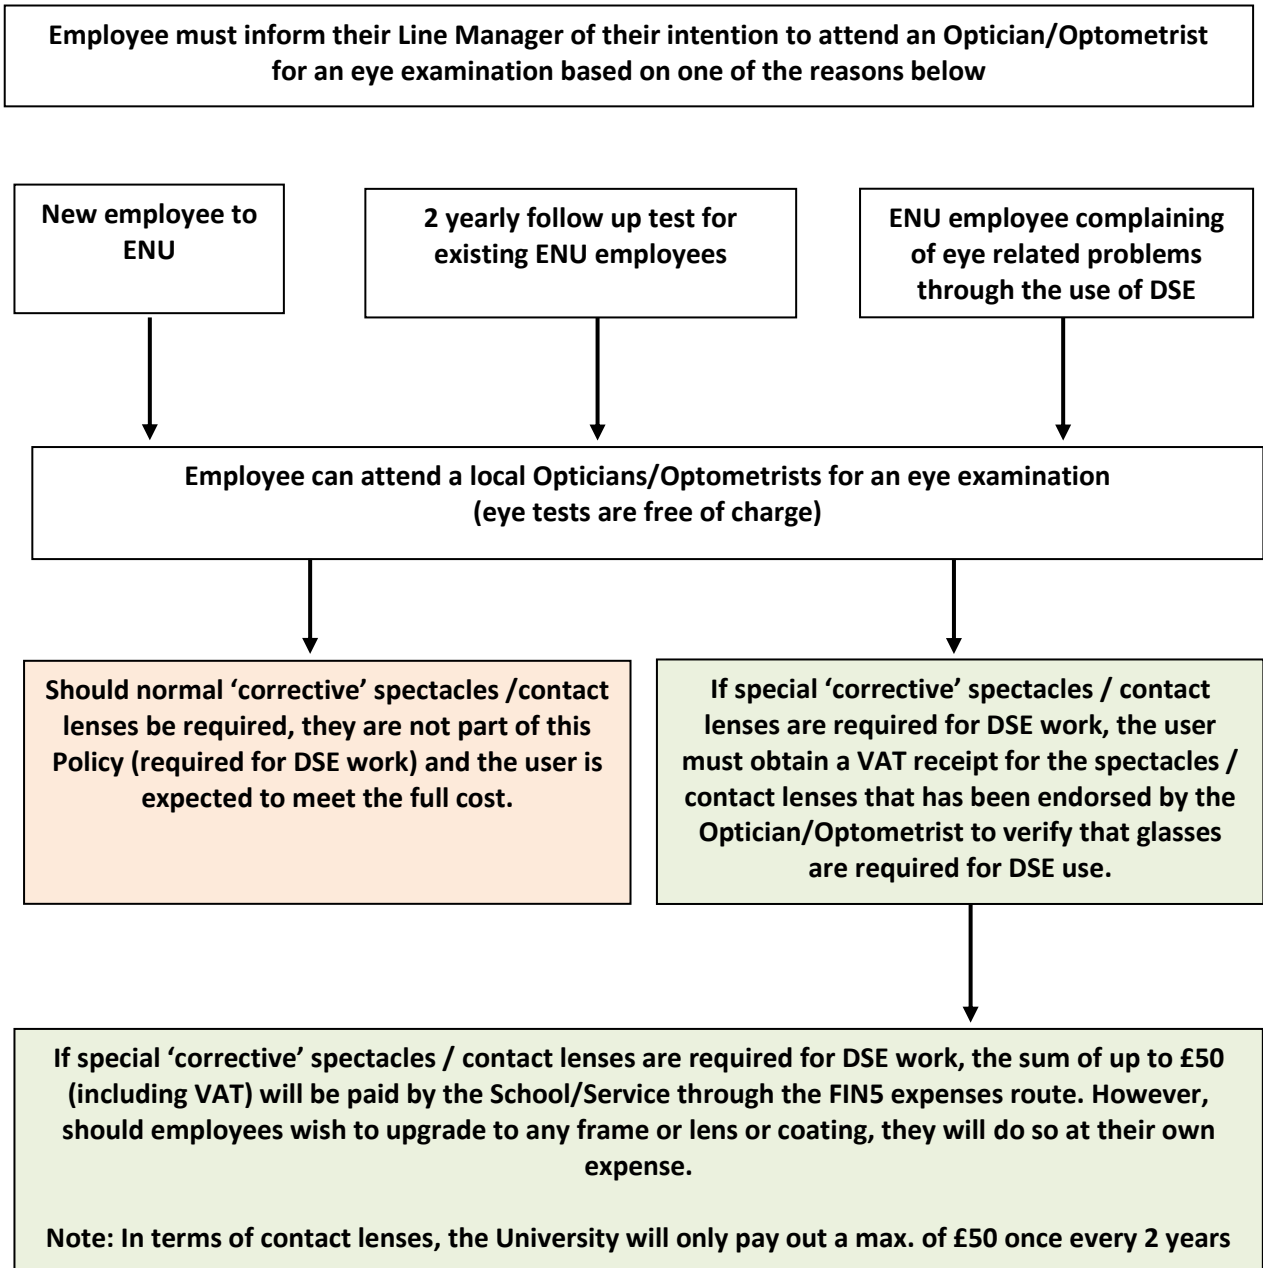 Employee must inform their Line Manager of their intention to attend an Optician/Optometrist
for an eye examination based on one of the reasons below
New employee to
ENU
2 yearly follow up test for
existing ENU employees
ENU employee complaining
of eye related problems
through the use of DSE
Employee can attend a local Opticians/Optometrists for an eye examination
(eye tests are free of charge)
Should normal ‘corrective’ spectacles /contact
lenses be required, they are not part of this
Policy (required for DSE work) and the user is
expected to meet the full cost.
If special ‘corrective’ spectacles / contact
lenses are required for DSE work, the user
must obtain a VAT receipt for the spectacles /
contact lenses that has been endorsed by the
Optician/Optometrist to verify that glasses
are required for DSE use.
If special ‘corrective’ spectacles / contact lenses are required for DSE work, the sum of up to £50
(including VAT) will be paid by the School/Service through the FIN5 expenses route. However,
should employees wish to upgrade to any frame or lens or coating, they will do so at their own
expense.
Note: In terms of contact lenses, the University will only pay out a max. of £50 once every 2 years